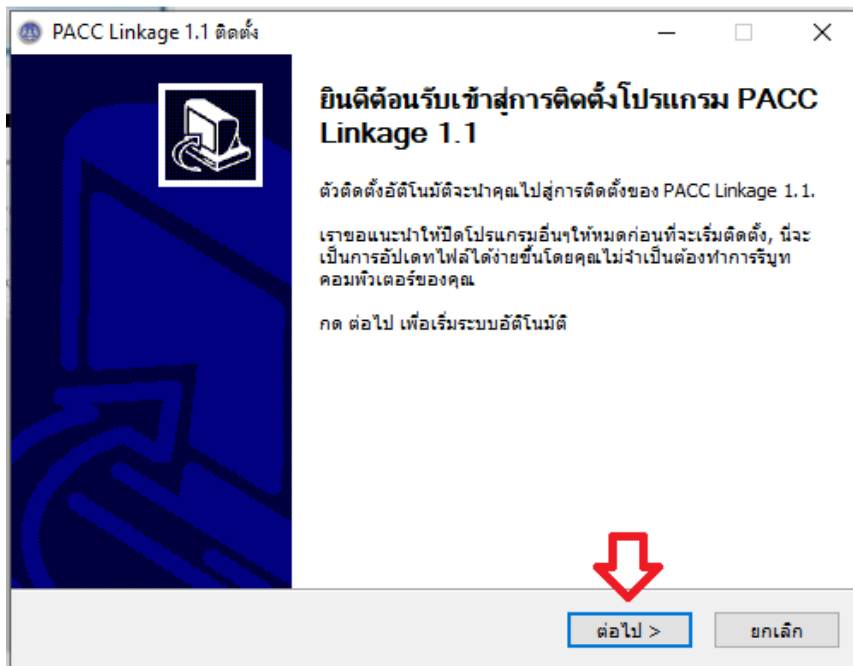 PACC Linkage 1.1 ติดตั้ง
ยินดีต้อนรับเข้าสู่การติดตั้งโปรแกรม PACC
Linkage 1.1
ตัวติดตั้งอัติโนมัติจะนำคุณไปสู่การติดตั้งของ PACC Linkage 1.1.
เราขอแนะนำให้ปิดโปรแกรมอื่นๆให้หมดก่อนที่จะเริ่มติดตั้ง, นี่จะ
เป็นการอัปเดทไฟล์ได้ง่ายขึ้นโดยคุณไม่จำเป็นต้องทำการรีบูท
คอมพิวเตอร์ของคุณ
กด ต่อไป เพื่อเริ่มระบบอัติโนมัติ
ต่อไป >
ยกเลิก